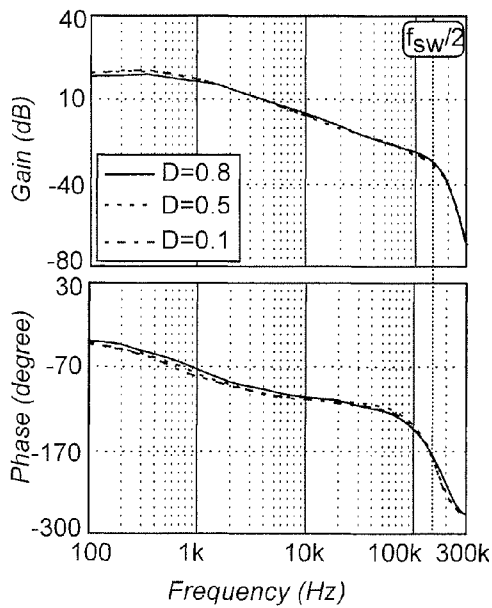 40
f_sw/2
10
Gain (dB)
-40
-80
D=0.8
D=0.5
D=0.1
30
-70
Phase (degree)
-170
-300
100 1k 10k 100k 300k
Frequency (Hz)